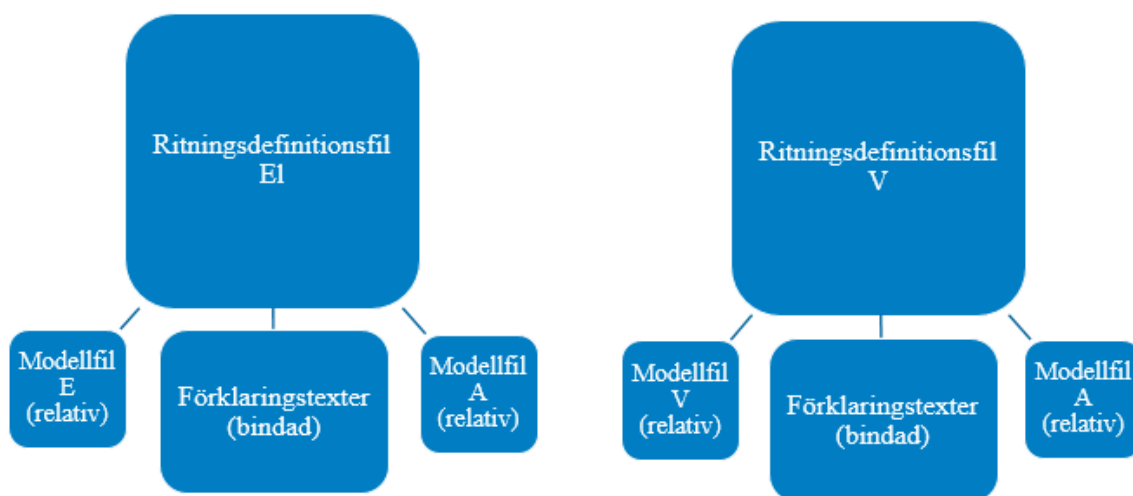 Ritningsdefinitionsfil
El
Modellfil
E
(relativ)
Förklaringstexter
(bindad)
Modellfil
A
(relativ)
Ritningsdefinitionsfil
V
Modellfil
V
(relativ)
Förklaringstexter
(bindad)
Modellfil
A
(relativ)